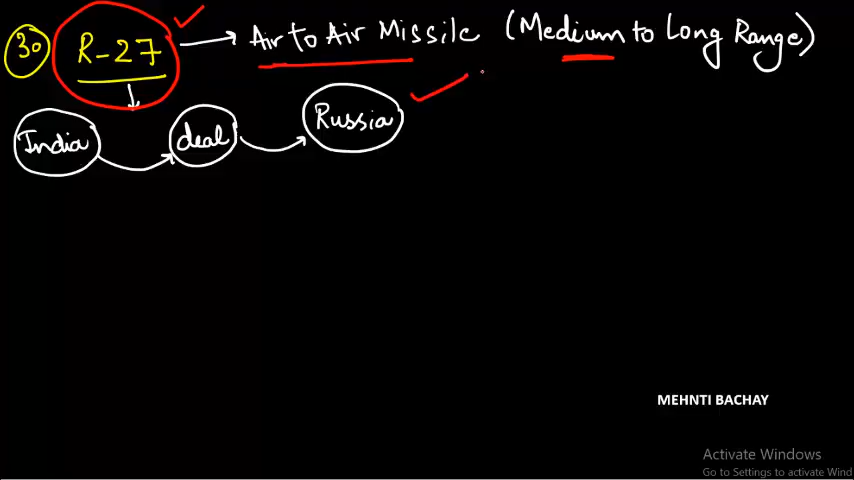 30 R-27 → Air to Air Missile (Medium to Long Range)
India deal Russia
MEHNTI BACHAY
Activate Windows
Go to Settings to activate Wind